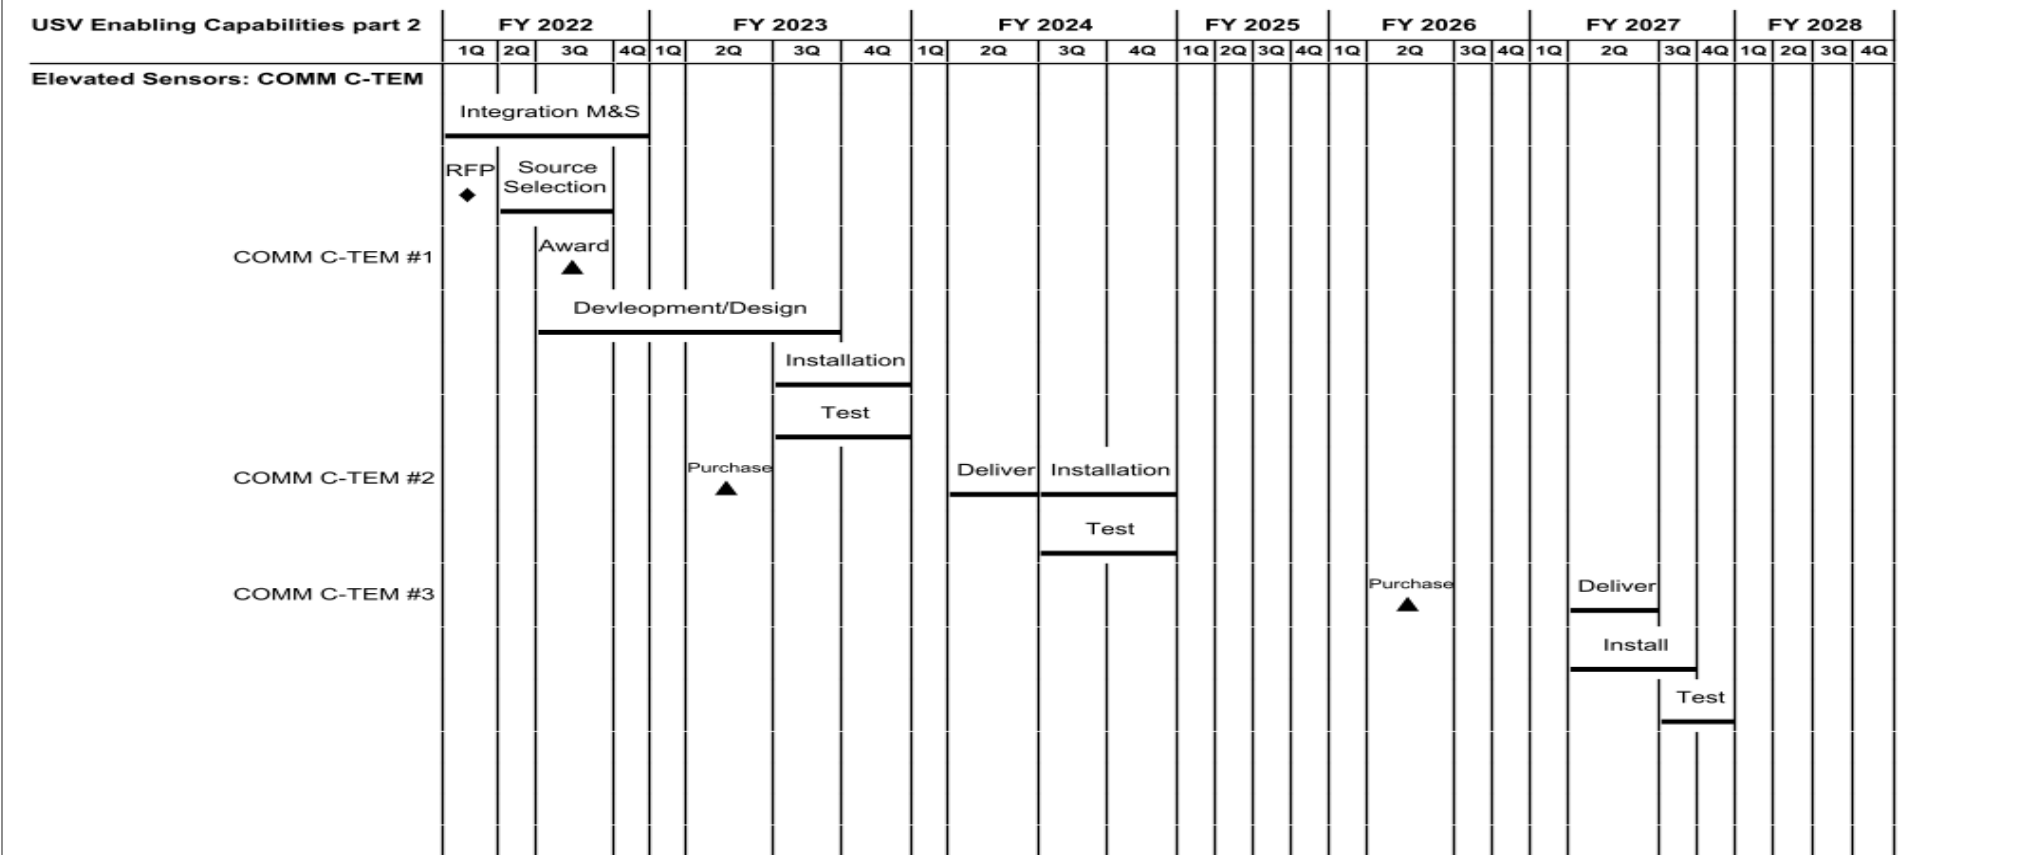 USV Enabling Capabilities part 2 FY 2022 FY 2023 FY 2024 FY 2025 FY 2026 FY 2027 FY 2028
1Q 2Q 3Q 4Q 1Q 2Q 3Q 4Q 1Q 2Q 3Q 4Q 1Q 2Q 3Q 4Q 1Q 2Q 3Q 4Q 1Q 2Q 3Q 4Q 1Q 2Q 3Q 4Q
Elevated Sensors: COMM C-TEM
Integration M&S
RFP
Source
Selection
COMM C-TEM #1
Award
Devleopment/Design
Installation
Test
COMM C-TEM #2
Purchase
Deliver
Installation
Test
COMM C-TEM #3
Purchase
Deliver
Install
Test